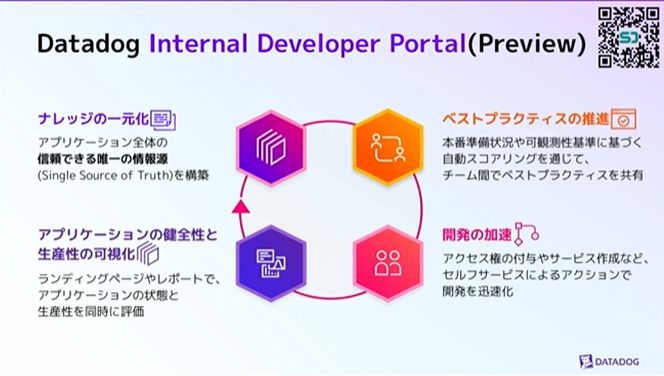 Datadog Internal Developer Portal(Preview)
ナレッジの一元化
アプリケーション全体の
信頼できる唯一の情報源
(Single Source of Truth)を構築
ベストプラクティスの推進
本番準備状況や可観測性基準に基づく
自動スコアリングを通じて、
チーム間でベストプラクティスを共有
アプリケーションの健全性と
生産性の可視化
ランディングページやレポートで、
アプリケーションの状態と
生産性を同時に評価
開発の加速
アクセス権の付与やサービス作成など、
セルフサービスによるアクションで
開発を迅速化
DATADOG